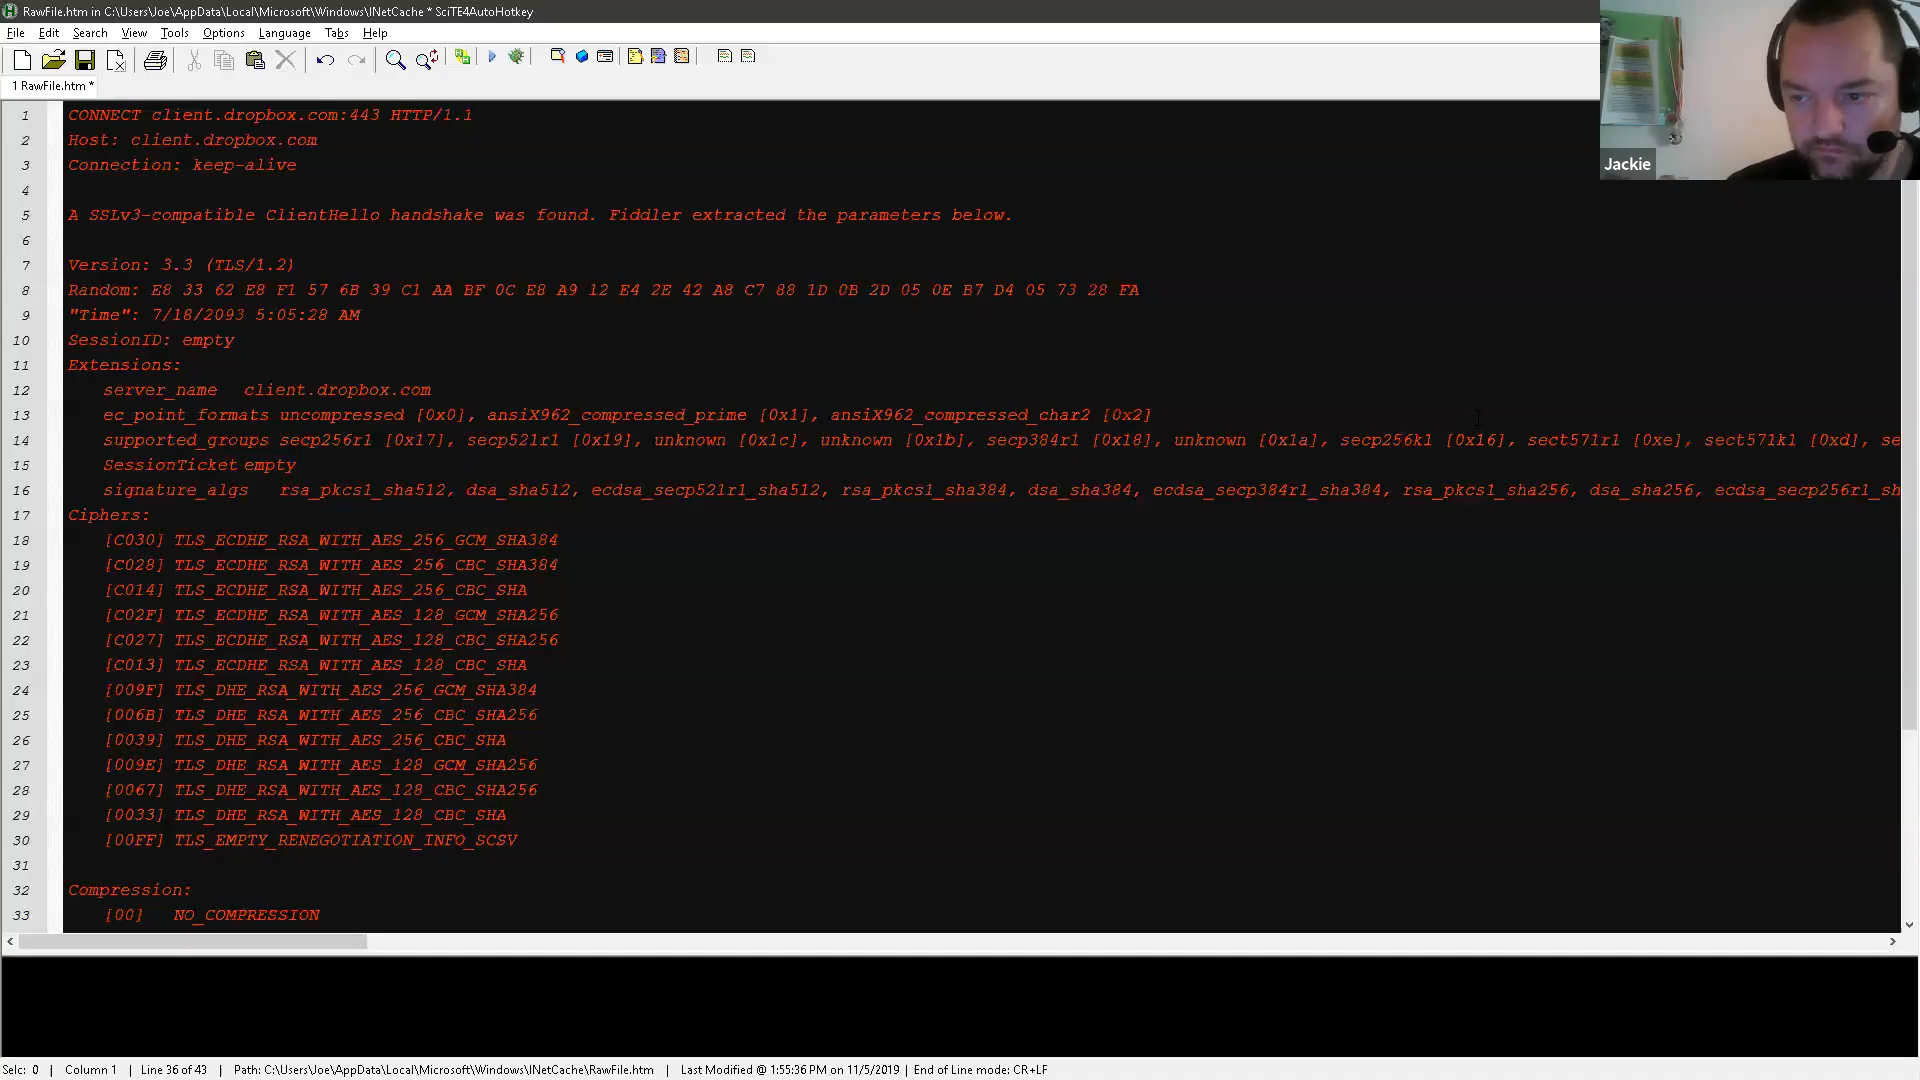 RawFile.htm in C:\Users\Joe\AppData\Local\Microsoft\Windows\INetCache * SciTE4AutoHotkey
File Edit Search View Tools Options Language Tabs Help
1 RawFile.htm *
Jackie
1 CONNECT client.dropbox.com:443 HTTP/1.1
2 Host: client.dropbox.com
3 Connection: keep-alive
4
5 A SSLv3-compatible ClientHello handshake was found. Fiddler extracted the parameters below.
6
7 Version: 3.3 (TLS/1.2)
8 Random: E8 33 62 E8 F1 57 6B 39 C1 AA BF 0C E8 A9 12 E4 2E 42 A8 C7 88 1D 0B 2D 05 0E B7 D4 05 73 28 FA
9 "Time": 7/18/2093 5:05:28 AM
10 SessionID: empty
11 Extensions:
12 server_name client.dropbox.com
13 ec_point_formats uncompressed [0x0], ansiX962_compressed_prime [0x1], ansiX962_compressed_char2 [0x2]
14 supported_groups secp256r1 [0x17], secp521r1 [0x19], unknown [0x1c], unknown [0x1b], secp384r1 [0x18], unknown [0x1a], secp256k1 [0x16], sect571r1 [0xe], sect571k1 [0xd], se
15 SessionTicket empty
16 signature_algs rsa_pkcs1_sha512, dsa_sha512, ecdsa_secp521r1_sha512, rsa_pkcs1_sha384, dsa_sha384, ecdsa_secp384r1_sha384, rsa_pkcs1_sha256, dsa_sha256, ecdsa_secp256r1_sh
17 Ciphers:
18 [C030] TLS_ECDHE_RSA_WITH_AES_256_GCM_SHA384
19 [C028] TLS_ECDHE_RSA_WITH_AES_256_CBC_SHA384
20 [C014] TLS_ECDHE_RSA_WITH_AES_256_CBC_SHA
21 [C02F] TLS_ECDHE_RSA_WITH_AES_128_GCM_SHA256
22 [C027] TLS_ECDHE_RSA_WITH_AES_128_CBC_SHA256
23 [C013] TLS_ECDHE_RSA_WITH_AES_128_CBC_SHA
24 [009F] TLS_DHE_RSA_WITH_AES_256_GCM_SHA384
25 [006B] TLS_DHE_RSA_WITH_AES_256_CBC_SHA256
26 [0039] TLS_DHE_RSA_WITH_AES_256_CBC_SHA
27 [009E] TLS_DHE_RSA_WITH_AES_128_GCM_SHA256
28 [0067] TLS_DHE_RSA_WITH_AES_128_CBC_SHA256
29 [0033] TLS_DHE_RSA_WITH_AES_128_CBC_SHA
30 [00FF] TLS_EMPTY_RENEGOTIATION_INFO_SCSV
31
32 Compression:
33 [00] NO_COMPRESSION
Selc: 0 | Column 1 | Line 36 of 43 | Path: C:\Users\Joe\AppData\Local\Microsoft\Windows\INetCache\RawFile.htm | Last Modified @ 1:55:36 PM on 11/5/2019 | End of Line mode: CR+LF